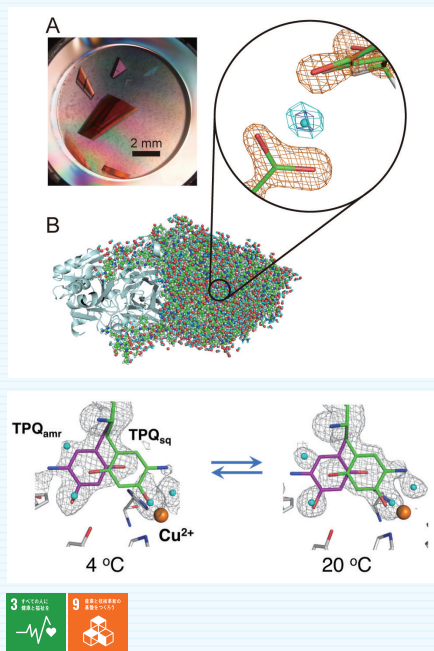 A
2 mm
B
TPQamr
TPQsq
Cu2+
4 oC
20 oC
3 すべての人に
健康と福祉を
9 産業と技術革新の
基盤をつくろう